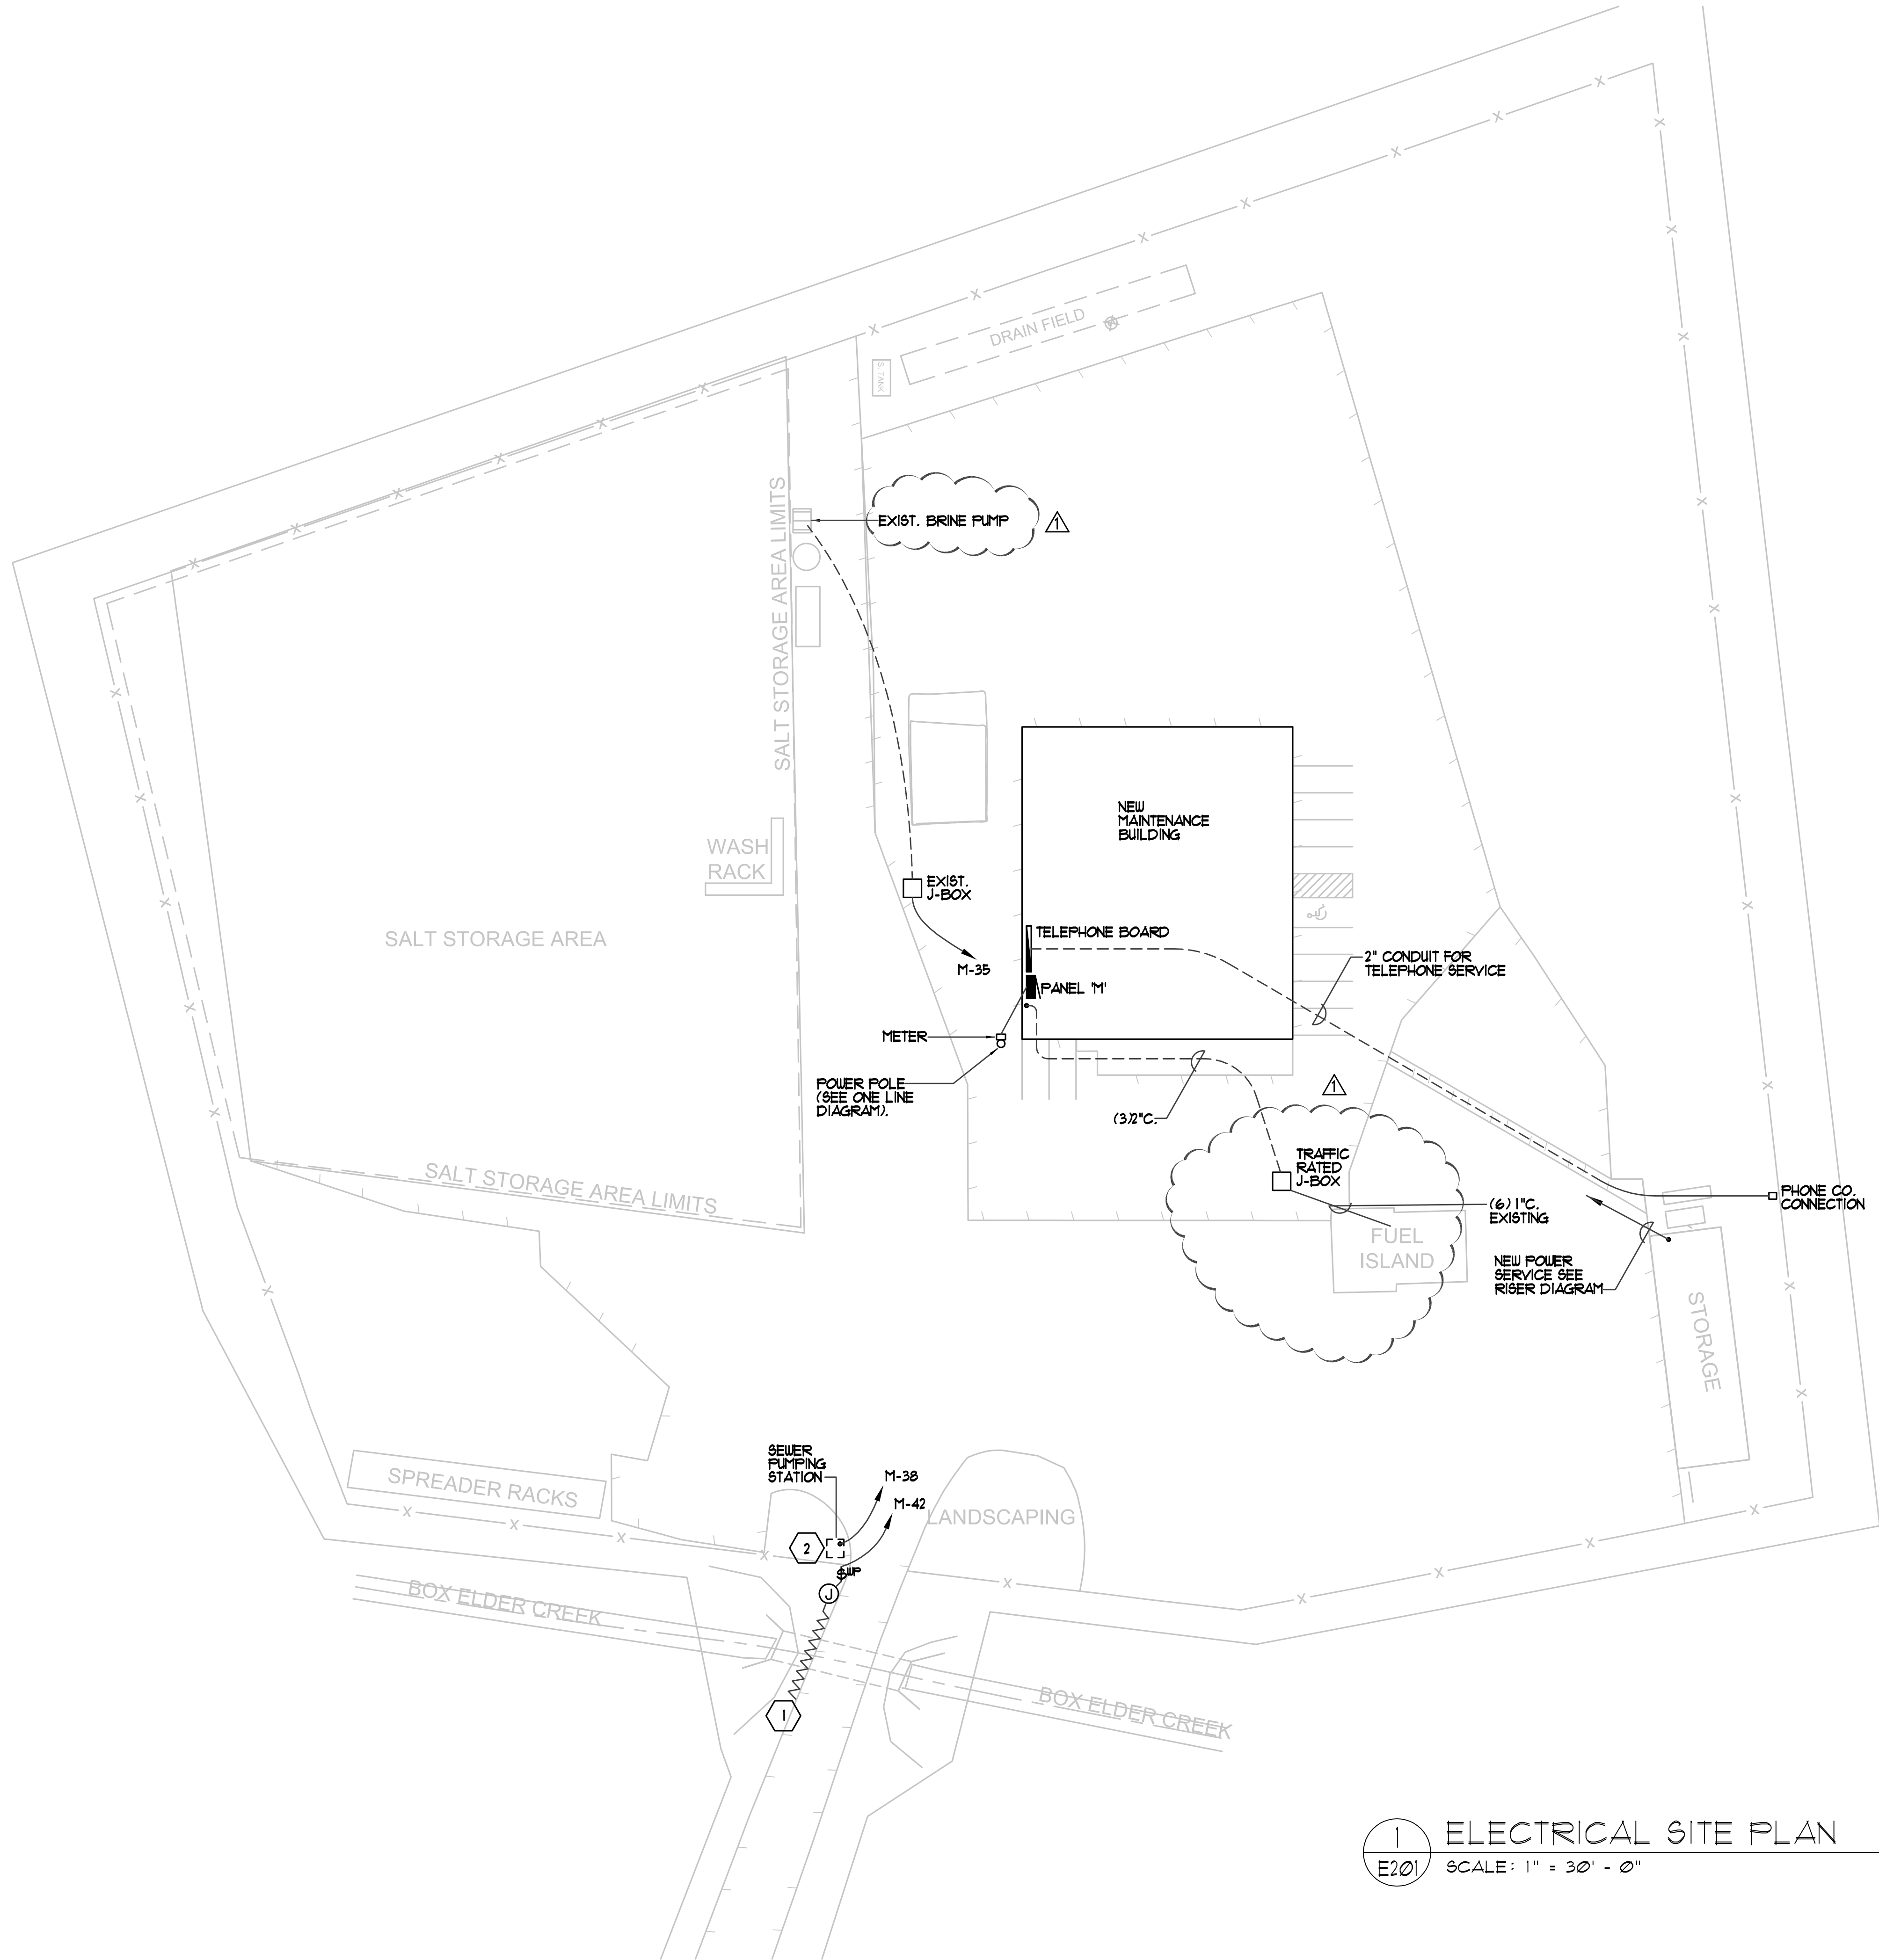 DRAIN FIELD
S. TANK
EXIST. BRINE PUMP
1
SALT STORAGE AREA LIMITS
NEW
MAINTENANCE
BUILDING
WASH
RACK
EXIST.
J-BOX
SALT STORAGE AREA
TELEPHONE BOARD
M-35
2" CONDUIT FOR
TELEPHONE SERVICE
PANEL 'M'
METER
POWER POLE
(SEE ONE LINE
DIAGRAM).
(3)2"C.
1
TRAFFIC
RATED
J-BOX
SALT STORAGE AREA LIMITS
PHONE CO.
CONNECTION
(6) 1"C.
EXISTING
FUEL
ISLAND
NEW POWER
SERVICE SEE
RISER DIAGRAM
STORAGE
SEWER
PUMPING
STATION
M-38
M-42
SPREADER RACKS
LANDSCAPING
2
$WP
J
BOX ELDER CREEK
1
BOX ELDER CREEK
1
E201
ELECTRICAL SITE PLAN
SCALE: 1" = 30' - 0"